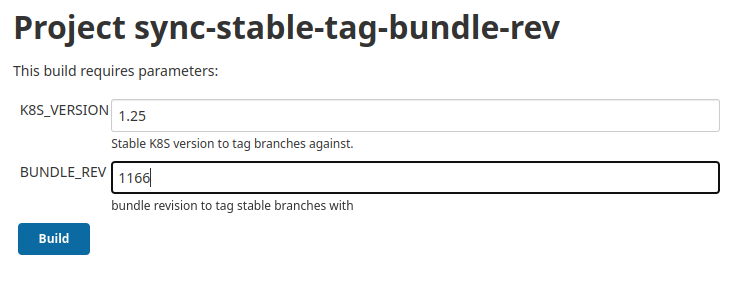 Project sync-stable-tag-bundle-rev
This build requires parameters:
K8S_VERSION 1.25
Stable K8S version to tag branches against.
BUNDLE_REV 1166
bundle revision to tag stable branches with
Build